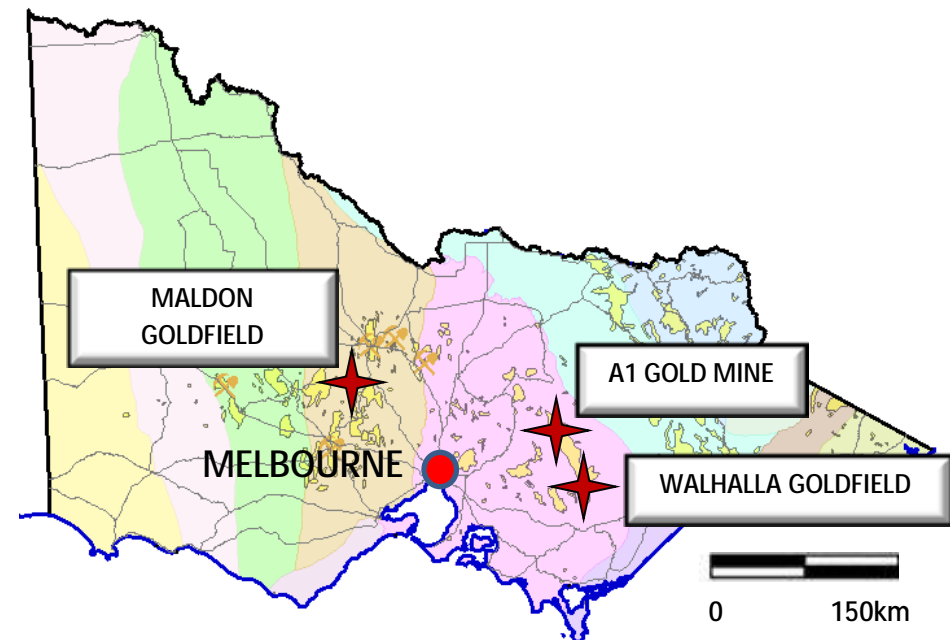 MALDON
GOLDFIELD
A1 GOLD MINE
MELBOURNE
WALHALLA GOLDFIELD
0 150km